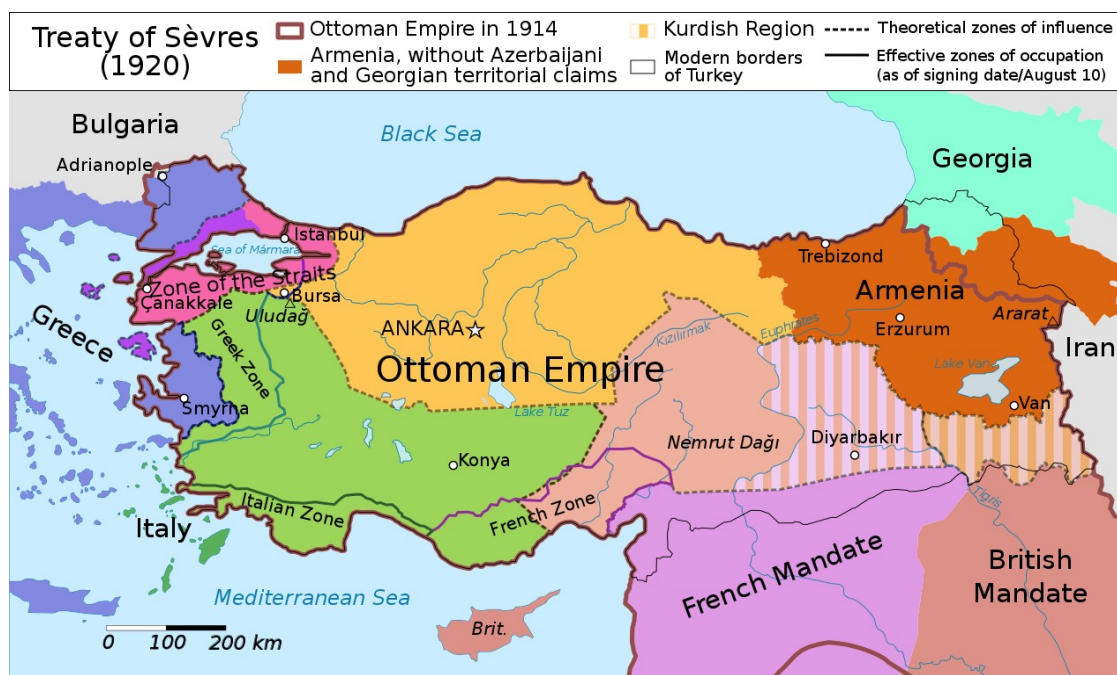 Treaty of Sèvres
(1920)
Ottoman Empire in 1914
Armenia, without Azerbaijani
and Georgian territorial claims
Kurdish Region
Modern borders
of Turkey
Theoretical zones of influence
Effective zones of occupation
(as of signing date/August 10)
Bulgaria
Adrianople
Black Sea
Georgia
Istanbul
Sea of Mármara
Trebizond
Zone of the Straits
Çanakkale
Bursa
Uludağ
Armenia
Ararat
ANKARA
Kızılırmak
Euphrates
Erzurum
Greece
Greek Zone
Iran
Ottoman Empire
Lake Van
Smyrna
Lake Tuz
Van
Nemrut Dağı
Diyarbakır
Konya
Italian Zone
French Zone
Tigris
Italy
French Mandate
British
Mandate
Mediterranean Sea
Brit.
0 100 200 km